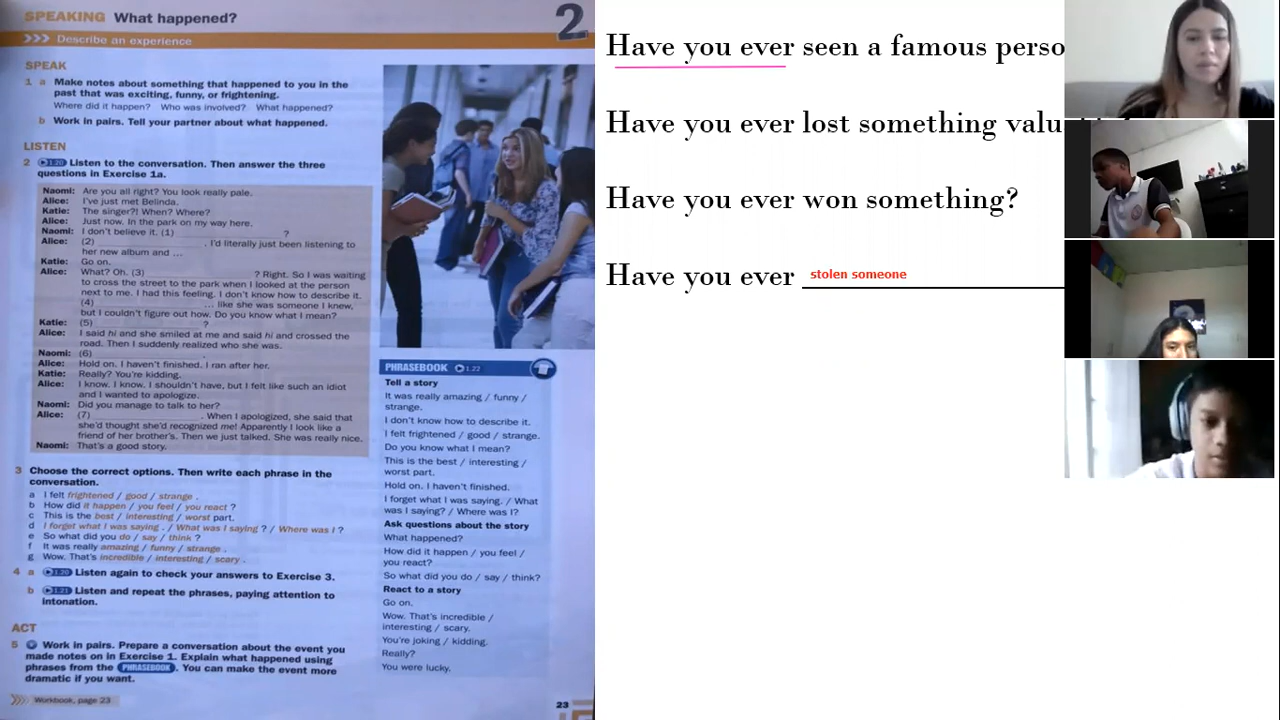 SPEAKING What happened?
2
>>> Describe an experience
SPEAK
1 a Make notes about something that happened to you in the
past that was exciting, funny, or frightening.
Where did it happen? Who was involved? What happened?
b Work in pairs. Tell your partner about what happened.
LISTEN
2 1.20 Listen to the conversation. Then answer the three
questions in Exercise 1a.
Naomi: Are you all right? You look really pale.
Alice: I've just met Belinda.
Katie: The singer?! When? Where?
Alice: Just now. In the park on my way here.
Naomi: I don't believe it. (1) ?
Alice: (2) . I'd literally just been listening to
her new album and ...
Katie: Go on.
Alice: What? Oh. (3) ? Right. So I was waiting
to cross the street to the park when I looked at the person
next to me. I had this feeling. I don't know how to describe it.
(4) ... like she was someone I knew,
but I couldn't figure out how. Do you know what I mean?
Katie: (5) ?
Alice: I said hi and she smiled at me and said hi and crossed the
road. Then I suddenly realized who she was.
Naomi: (6) .
Alice: Hold on. I haven't finished. I ran after her.
Katie: Really? You're kidding.
Alice: I know. I know. I shouldn't have, but I felt like such an idiot
and I wanted to apologize.
Naomi: Did you manage to talk to her?
Alice: (7) . When I apologized, she said that
she'd thought she'd recognized me! Apparently I look like a
friend of her brother's. Then we just talked. She was really nice.
Naomi: That's a good story.
3 Choose the correct options. Then write each phrase in the
conversation.
a I felt frightened / good / strange .
b How did it happen / you feel / you react ?
c This is the best / interesting / worst part.
d I forget what I was saying . / What was I saying ? / Where was I ?
e So what did you do / say / think ?
f It was really amazing / funny / strange .
g Wow. That's incredible / interesting / scary .
4 a 1.20 Listen again to check your answers to Exercise 3.
b 1.21 Listen and repeat the phrases, paying attention to
intonation.
ACT
5 Work in pairs. Prepare a conversation about the event you
made notes on in Exercise 1. Explain what happened using
phrases from the PHRASEBOOK . You can make the event more
dramatic if you want.
>>> Workbook, page 23
PHRASEBOOK 1.22
Tell a story
It was really amazing / funny /
strange.
I don't know how to describe it.
I felt frightened / good / strange.
Do you know what I mean?
This is the best / interesting /
worst part.
Hold on. I haven't finished.
I forget what I was saying. / What
was I saying? / Where was I?
Ask questions about the story
What happened?
How did it happen / you feel /
you react?
So what did you do / say / think?
React to a story
Go on.
Wow. That's incredible /
interesting / scary.
You're joking / kidding.
Really?
You were lucky.
23
Have you ever seen a famous perso
Have you ever lost something valu
Have you ever won something?
Have you ever stolen someone